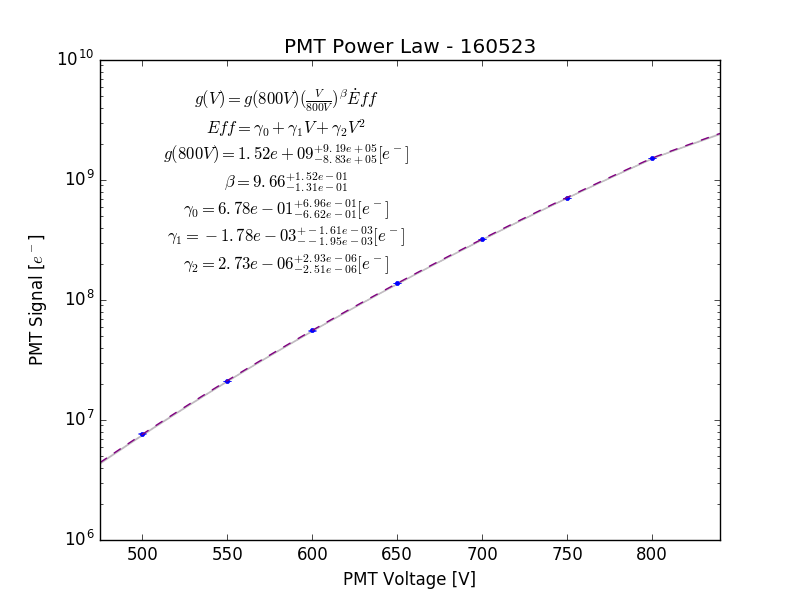 PMT Power Law - 160523
10^10
g(V) = g(800V)(V/800V)^β Ėff
Eff = γ₀ + γ₁V + γ₂V²
g(800V) = 1.52e + 09 +9.19e+05 −8.83e+05 [e⁻]
β = 9.66 +1.52e−01 −1.31e−01
γ₀ = 6.78e − 01 +6.96e−01 −6.62e−01 [e⁻]
γ₁ = −1.78e − 03 +−1.61e−03 −−1.95e−03 [e⁻]
γ₂ = 2.73e − 06 +2.93e−06 −2.51e−06 [e⁻]
10^9
10^8
10^7
10^6
PMT Signal [e⁻]
500 550 600 650 700 750 800
PMT Voltage [V]